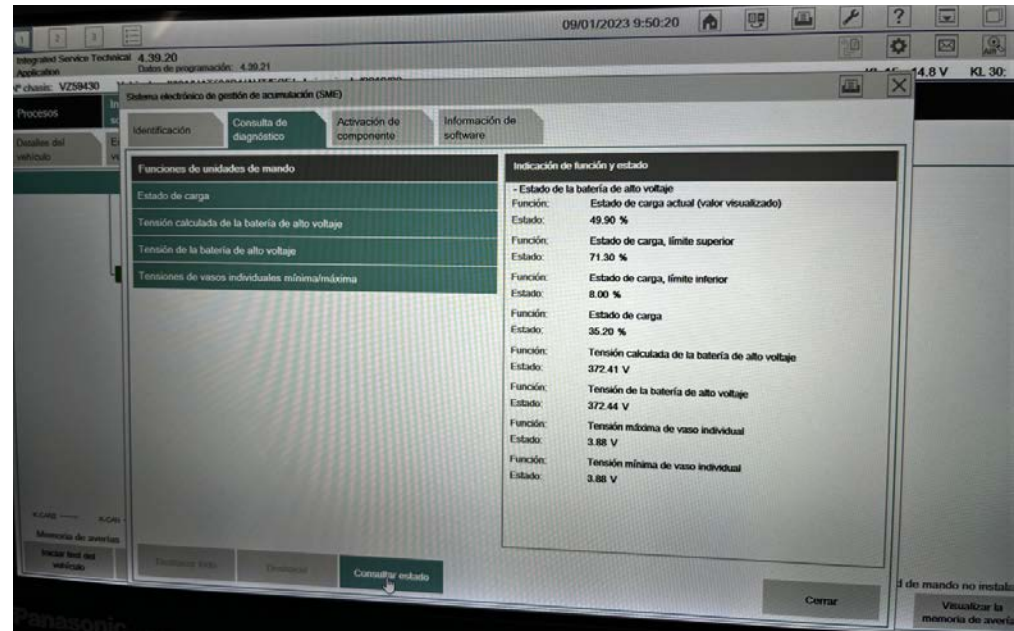 09/01/2023 9:50:20
1 2 3
Integrated Service Technical Application
4.39.20
Datos de programación: 4.39.21
Nº chasis: VZ59430
14.8 V KL 30:
Sistema electrónico de gestión de acumulación (SME)
Procesos
Detalles del vehículo
Identificación
Consulta de diagnóstico
Activación de componente
Información de software
Funciones de unidades de mando
Estado de carga
Tensión calculada de la batería de alto voltaje
Tensión de la batería de alto voltaje
Tensiones de vasos individuales mínima/máxima
Indicación de función y estado
- Estado de la batería de alto voltaje
Función: Estado de carga actual (valor visualizado)
Estado: 49.90 %
Función: Estado de carga, límite superior
Estado: 71.30 %
Función: Estado de carga, límite inferior
Estado: 8.00 %
Función: Estado de carga
Estado: 35.20 %
Función: Tensión calculada de la batería de alto voltaje
Estado: 372.41 V
Función: Tensión de la batería de alto voltaje
Estado: 372.44 V
Función: Tensión máxima de vaso individual
Estado: 3.88 V
Función: Tensión mínima de vaso individual
Estado: 3.88 V
Memoria de averías
Iniciar test del vehículo
Consultar estado
Cerrar
d de mando no instala
Visualizar la memoria de avería
Panasonic